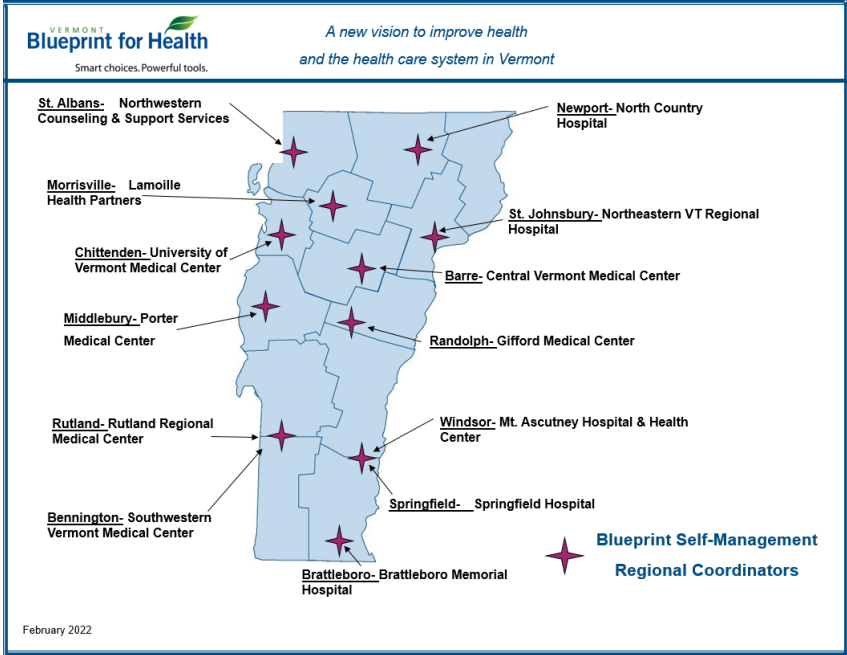 VERMONT
Blueprint for Health
Smart choices. Powerful tools.
A new vision to improve health
and the health care system in Vermont
St. Albans- Northwestern
Counseling & Support Services
Newport- North Country
Hospital
Morrisville- Lamoille
Health Partners
St. Johnsbury- Northeastern VT Regional
Hospital
Chittenden- University of
Vermont Medical Center
Barre- Central Vermont Medical Center
Middlebury- Porter
Medical Center
Randolph- Gifford Medical Center
Rutland- Rutland Regional
Medical Center
Windsor- Mt. Ascutney Hospital & Health
Center
Springfield- Springfield Hospital
Bennington- Southwestern
Vermont Medical Center
Brattleboro- Brattleboro Memorial
Hospital
Blueprint Self-Management
Regional Coordinators
February 2022